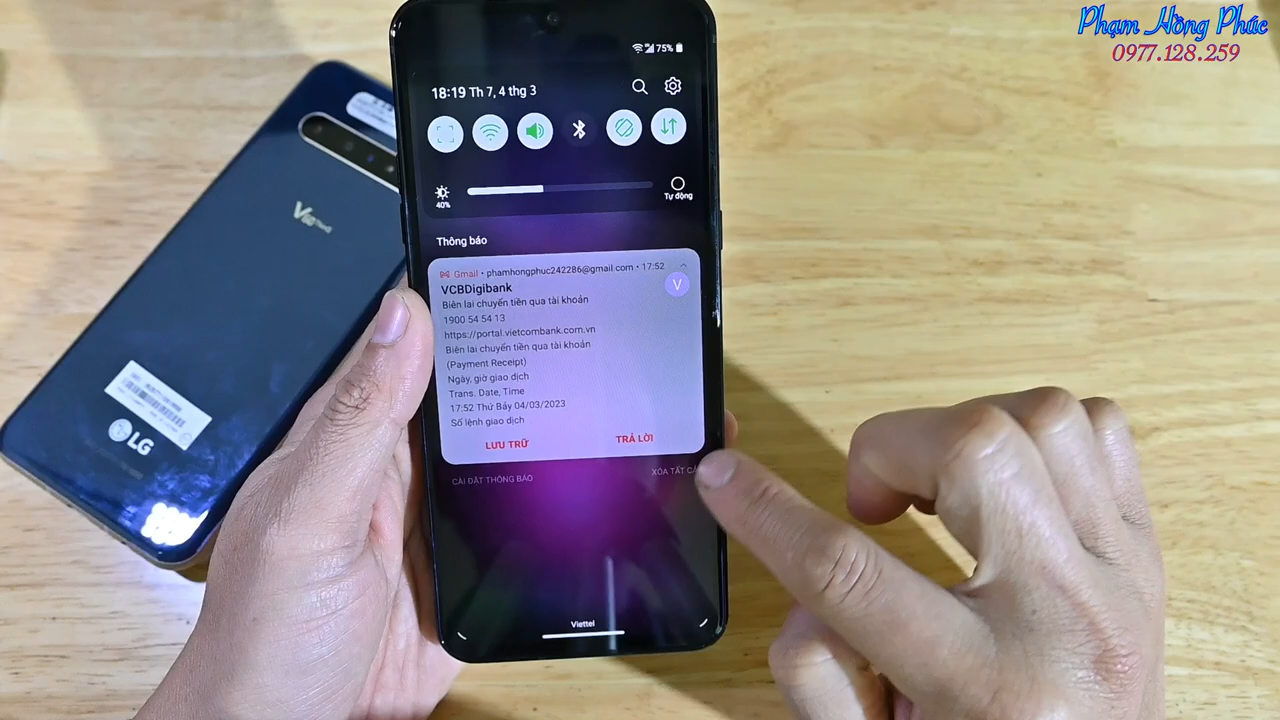 Phạm Hồng Phúc
0977.128.259
75%
18:19 Th 7, 4 thg 3
40%
Tự động
Thông báo
Gmail • phamhongphuc242286@gmail.com • 17:52
V
VCBDigibank
Biên lai chuyển tiền qua tài khoản
1900 54 54 13
https://portal.vietcombank.com.vn
Biên lai chuyển tiền qua tài khoản
(Payment Receipt)
Ngày, giờ giao dịch
Trans. Date, Time
17:52 Thứ Bảy 04/03/2023
Số lệnh giao dịch
LƯU TRỮ
TRẢ LỜI
CÀI ĐẶT THÔNG BÁO
XÓA TẤT CẢ
Viettel
V60 ThinQ
LG